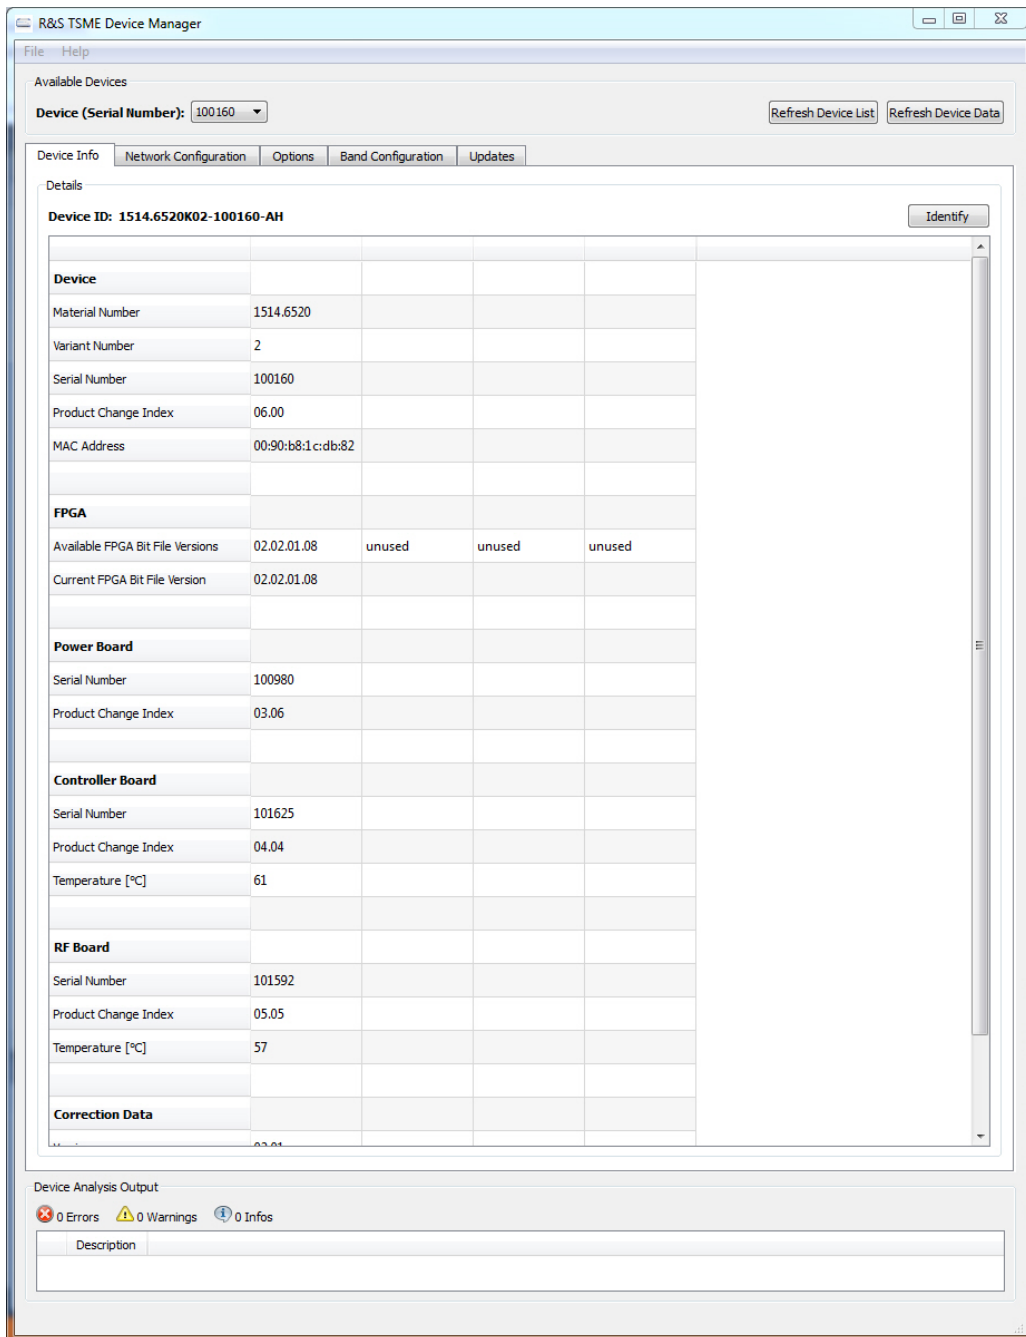 R&S TSME Device Manager
File Help
Available Devices
Device (Serial Number): 100160 Refresh Device List Refresh Device Data
Device Info Network Configuration Options Band Configuration Updates
Details
Device ID: 1514.6520K02-100160-AH Identify
Device
Material Number 1514.6520
Variant Number 2
Serial Number 100160
Product Change Index 06.00
MAC Address 00:90:b8:1c:db:82
FPGA
Available FPGA Bit File Versions 02.02.01.08 unused unused unused
Current FPGA Bit File Version 02.02.01.08
Power Board
Serial Number 100980
Product Change Index 03.06
Controller Board
Serial Number 101625
Product Change Index 04.04
Temperature [°C] 61
RF Board
Serial Number 101592
Product Change Index 05.05
Temperature [°C] 57
Correction Data
Device Analysis Output
0 Errors 0 Warnings 0 Infos
Description